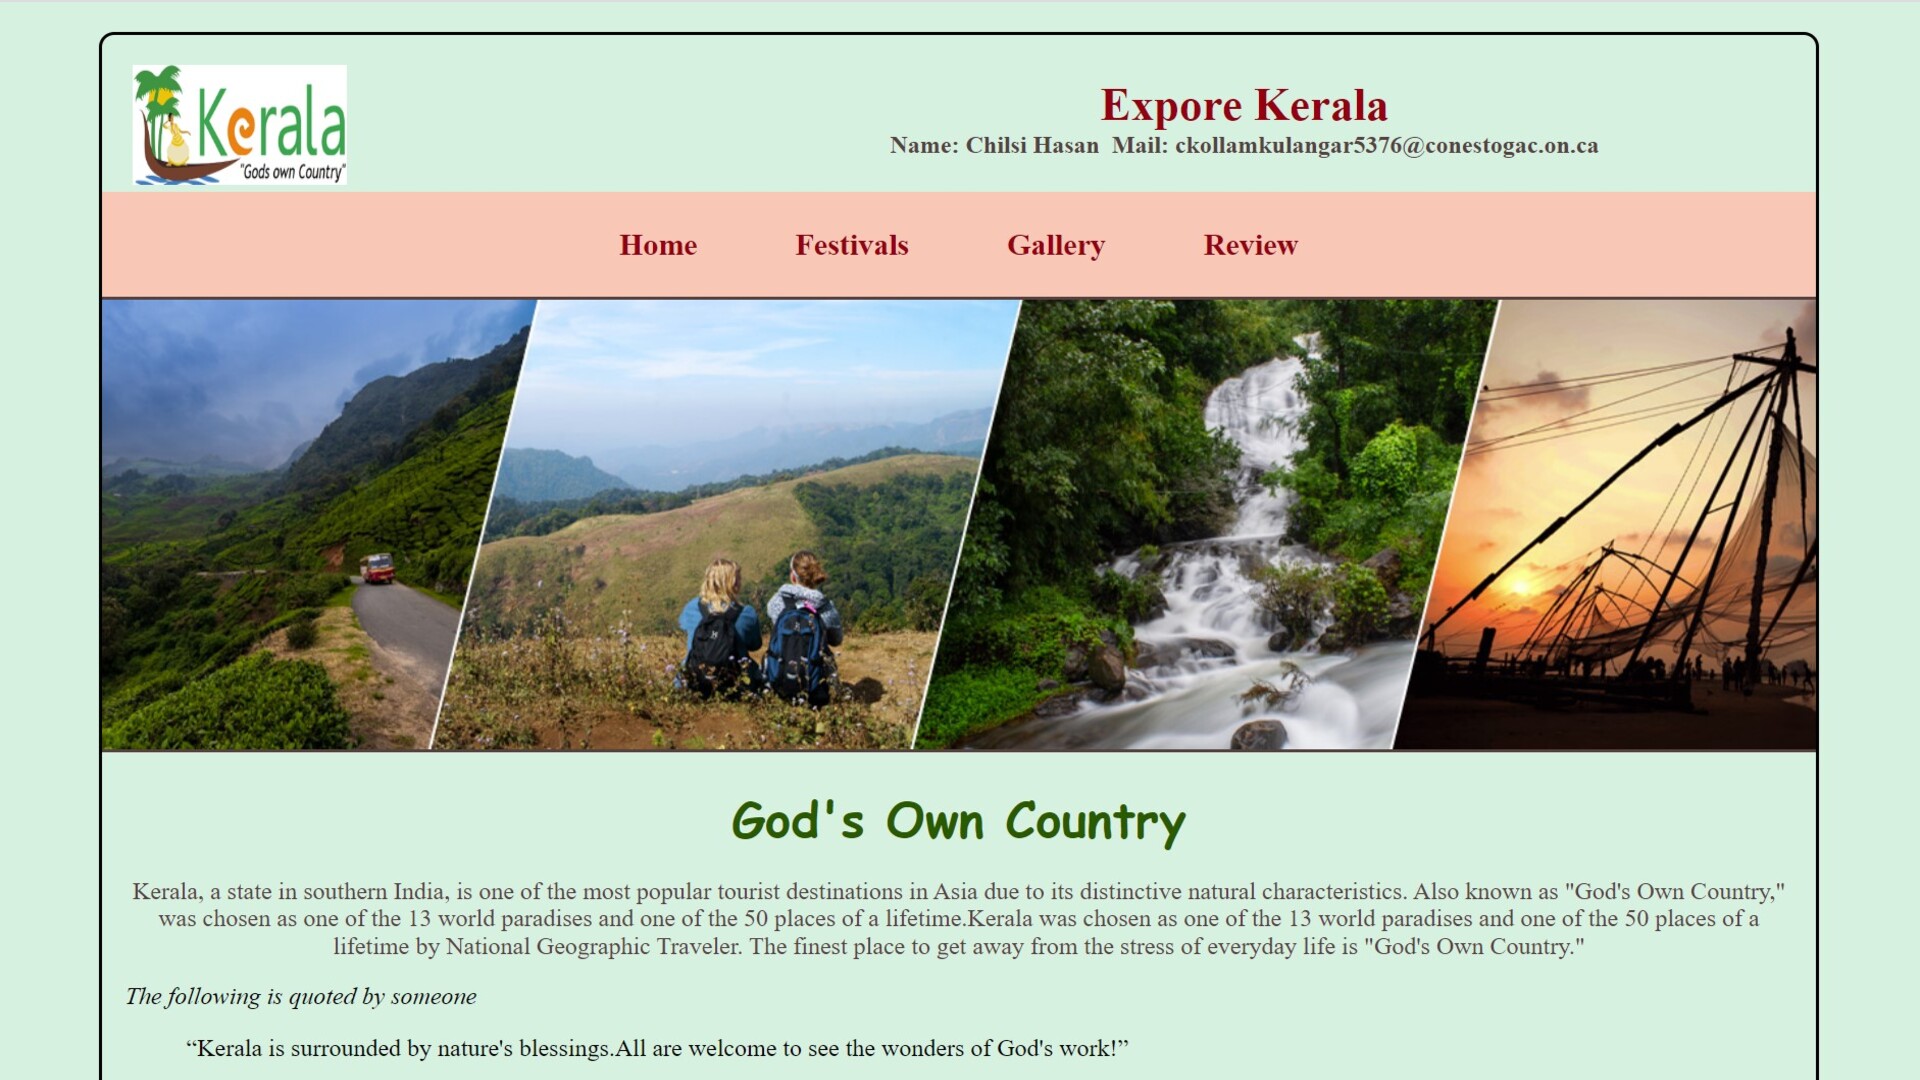 Kerala
"Gods own Country"
Expore Kerala
Name: Chilsi Hasan  Mail: ckollamkulangar5376@conestogac.on.ca
Home
Festivals
Gallery
Review
God's Own Country
Kerala, a state in southern India, is one of the most popular tourist destinations in Asia due to its distinctive natural characteristics. Also known as "God's Own Country,"
was chosen as one of the 13 world paradises and one of the 50 places of a lifetime.Kerala was chosen as one of the 13 world paradises and one of the 50 places of a
lifetime by National Geographic Traveler. The finest place to get away from the stress of everyday life is "God's Own Country."
The following is quoted by someone
“Kerala is surrounded by nature's blessings.All are welcome to see the wonders of God's work!”